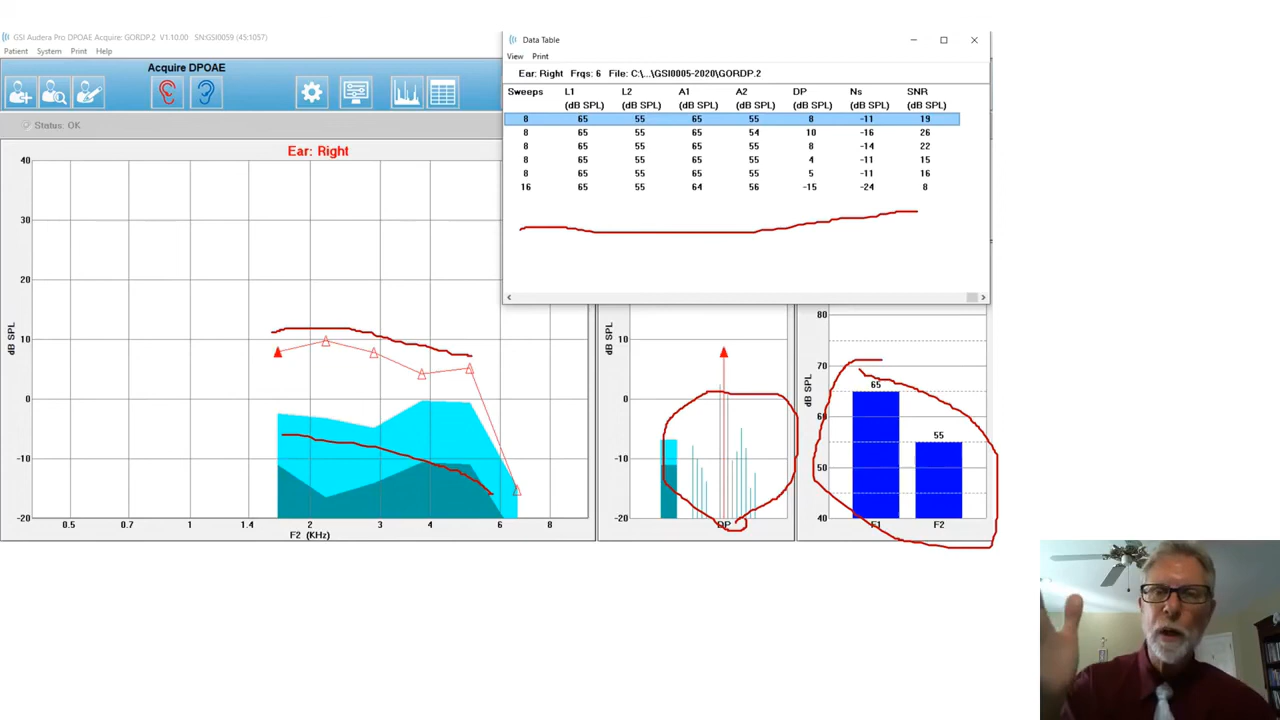 GSI Audera Pro DPOAE Acquire: GORDP.2 V1.10.00 SN:GSI0059 (45:1057)
Patient System Print Help
Acquire DPOAE
Status: OK
Data Table
View Print
Ear: Right Frqs: 6 File: C:\...\GSI0005-2020\GORDP.2
Sweeps L1 L2 A1 A2 DP Ns SNR
(dB SPL) (dB SPL) (dB SPL) (dB SPL) (dB SPL) (dB SPL) (dB SPL)
8 65 55 65 55 8 -11 19
8 65 55 65 54 10 -16 26
8 65 55 65 55 8 -14 22
8 65 55 65 55 4 -11 15
8 65 55 65 55 5 -11 16
16 65 55 64 56 -15 -24 8
Ear: Right
40
30
20
10
0
-10
-20
dB SPL
0.5 0.7 1 1.4 2 3 4 6 8
F2 (KHz)
dB SPL
10
0
-10
-20
DP
dB SPL
80
70
60
50
40
65
55
F1 F2